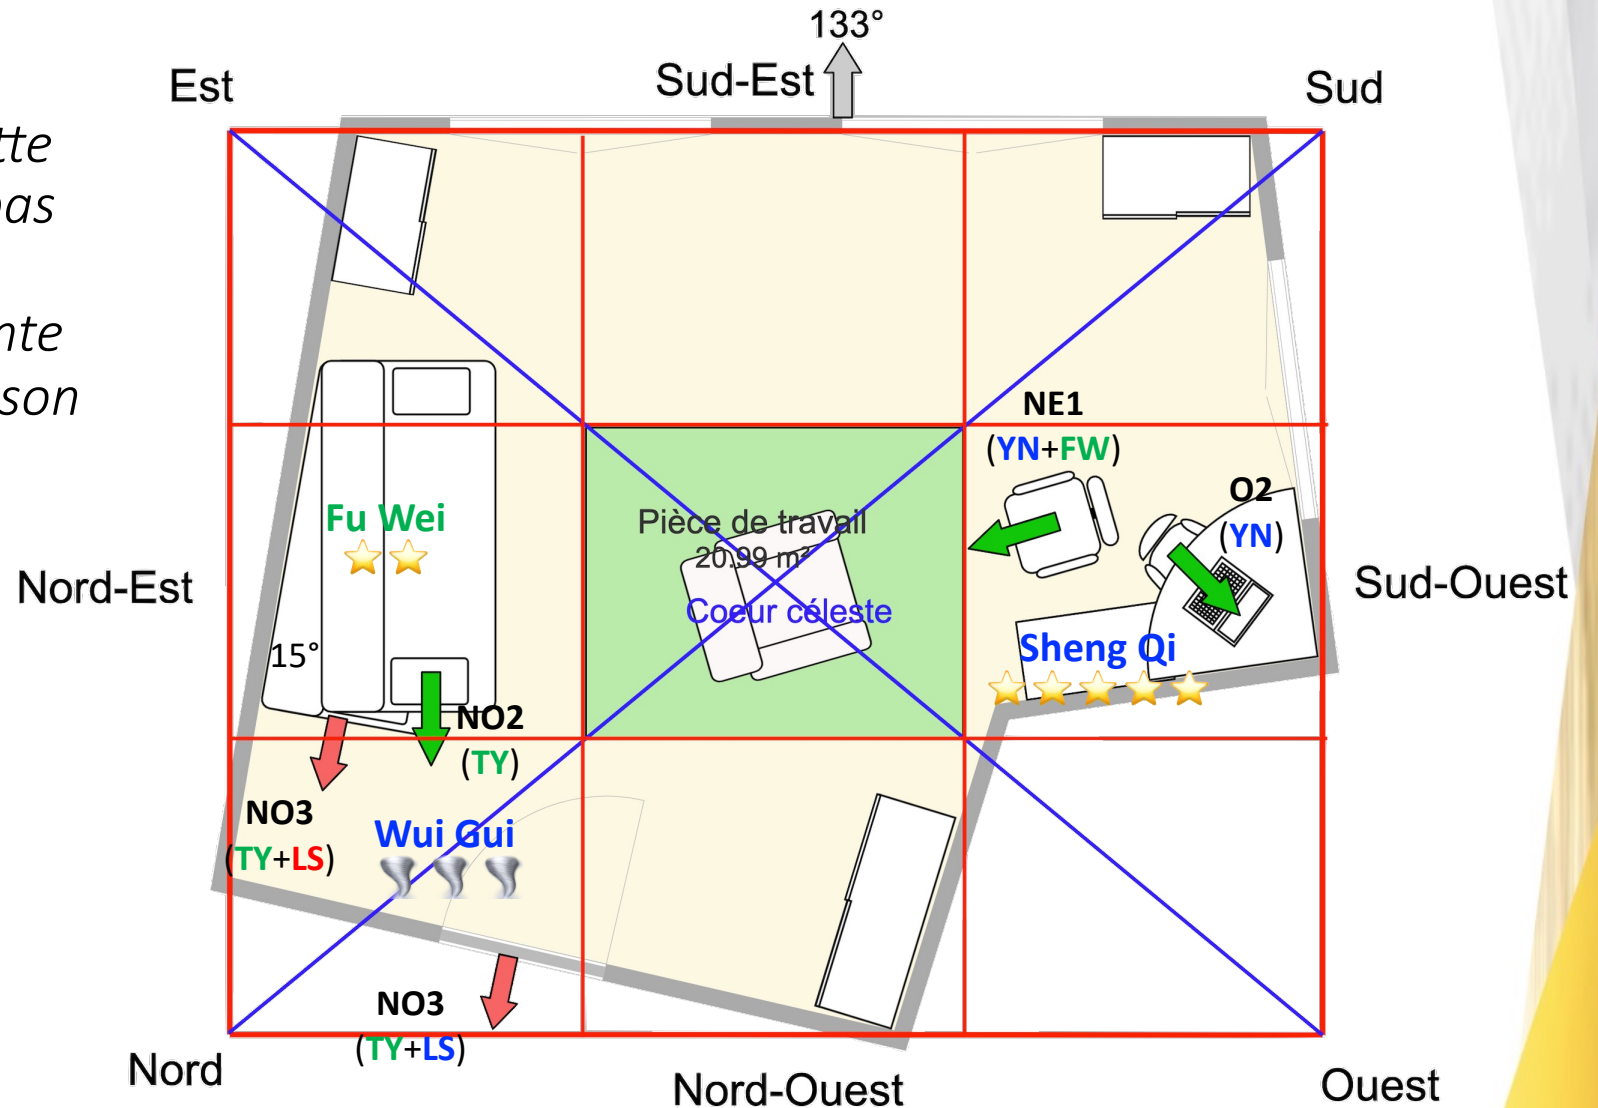 133°
Est
Sud-Est
Sud
tte
pas
nte
son
NE1
(YN+FW)
O2
(YN)
Fu Wei
Pièce de travail
20.99 m²
Nord-Est
Coeur céleste
Sud-Ouest
15°
Sheng Qi
NO2
(TY)
NO3
(TY+LS)
Wui Gui
NO3
(TY+LS)
Nord
Nord-Ouest
Ouest